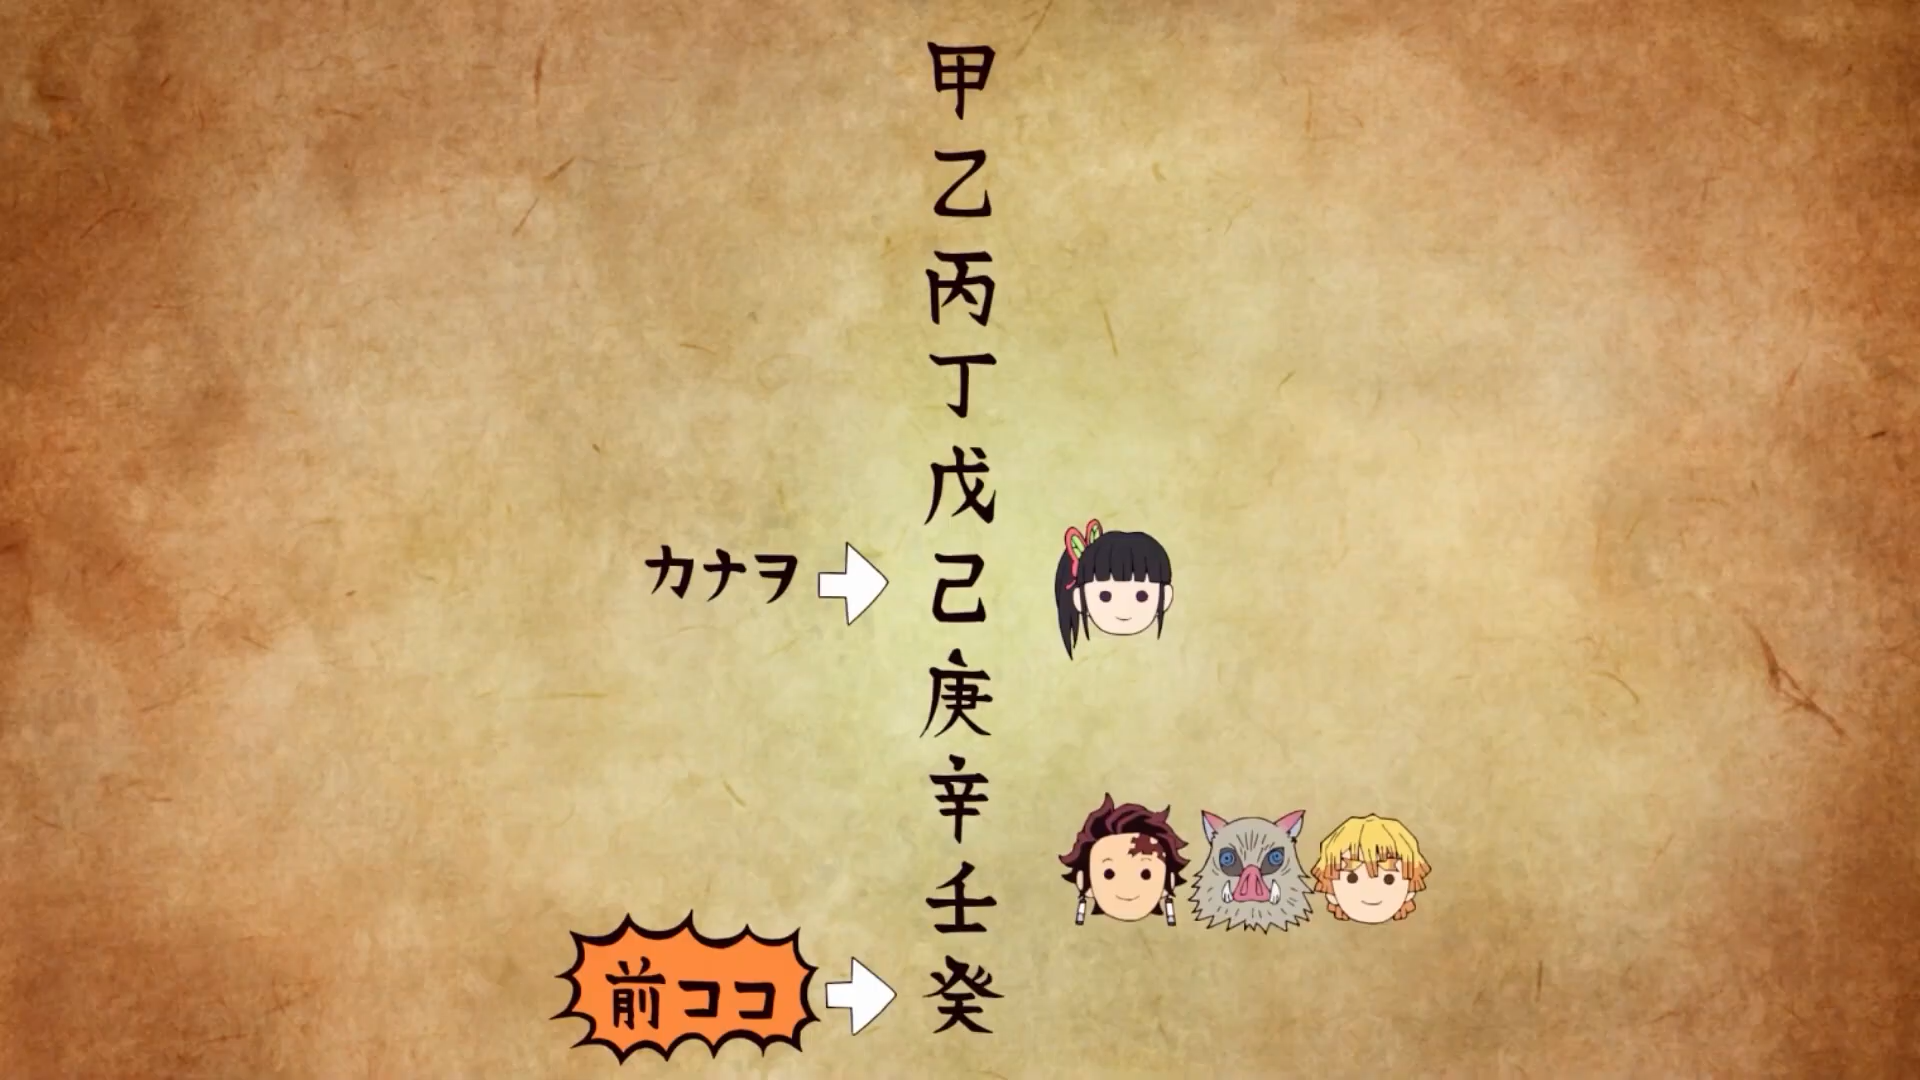 甲
乙
丙
丁
戊
カナヲ
己
庚
辛
壬
前ココ
癸